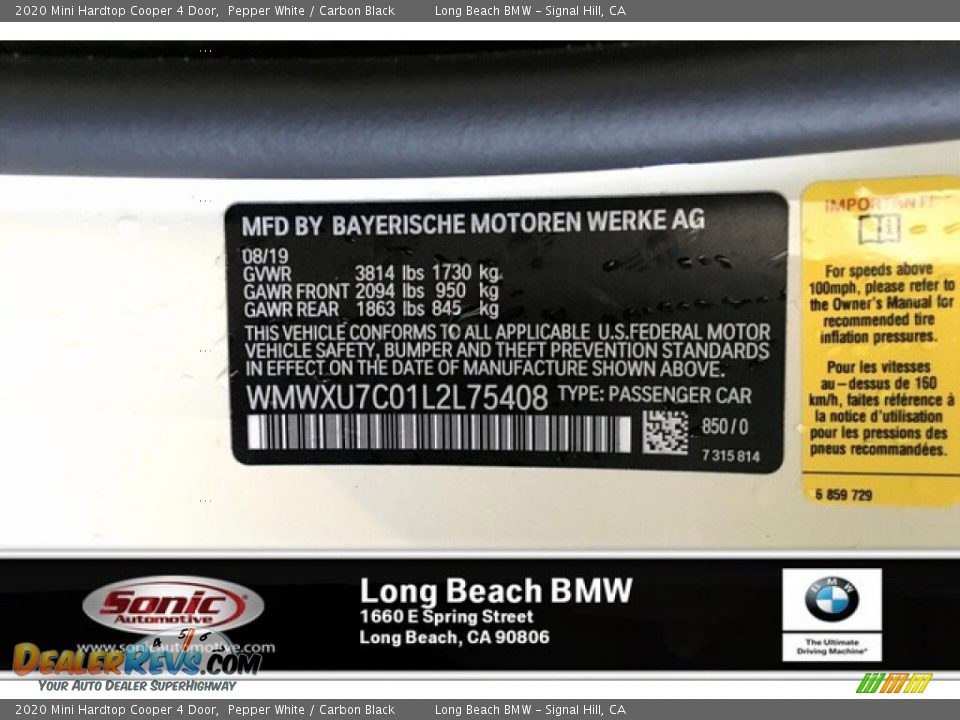 2020 Mini Hardtop Cooper 4 Door, Pepper White / Carbon Black Long Beach BMW - Signal Hill, CA
MFD BY BAYERISCHE MOTOREN WERKE AG
08/19
GVWR 3814 lbs 1730 kg
GAWR FRONT 2094 lbs 950 kg
GAWR REAR 1863 lbs 845 kg
THIS VEHICLE CONFORMS TO ALL APPLICABLE U.S.FEDERAL MOTOR
VEHICLE SAFETY, BUMPER AND THEFT PREVENTION STANDARDS
IN EFFECT ON THE DATE OF MANUFACTURE SHOWN ABOVE.
WMWXU7C01L2L75408 TYPE: PASSENGER CAR
850/0
7 315 814
IMPORTANT!
For speeds above
100mph, please refer to
the Owner's Manual for
recommended tire
inflation pressures.
Pour les vitesses
au-dessus de 160
km/h, faites référence à
la notice d'utilisation
pour les pressions des
pneus recommandées.
6 859 729
Sonic
Automotive
www.sonicautomotive.com
Long Beach BMW
1660 E Spring Street
Long Beach, CA 90806
BMW
The Ultimate
Driving Machine®
4 5 6
DealerRevs.com
Your Auto Dealer SuperHighway
2020 Mini Hardtop Cooper 4 Door, Pepper White / Carbon Black Long Beach BMW - Signal Hill, CA